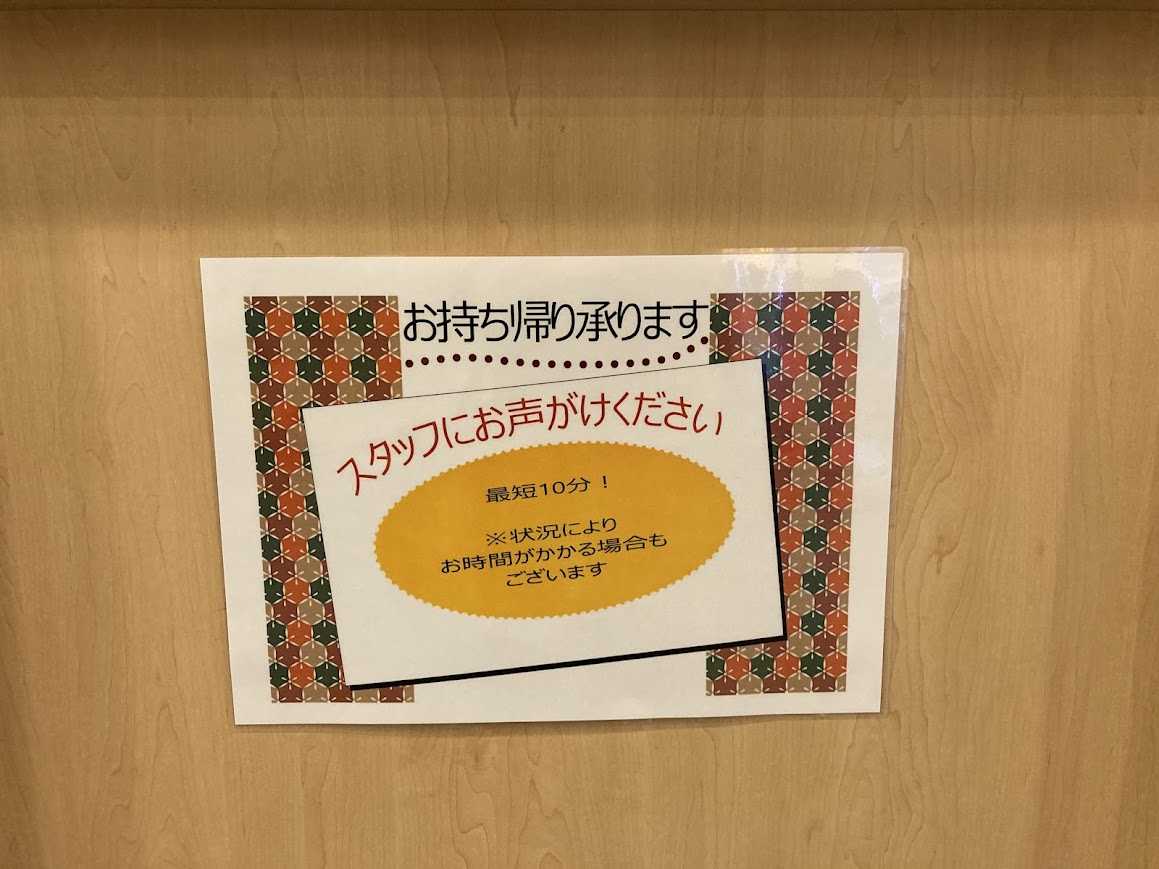 お持ち帰り承ります
スタッフにお声がけください
最短10分！
※状況により
お時間がかかる場合も
ございます